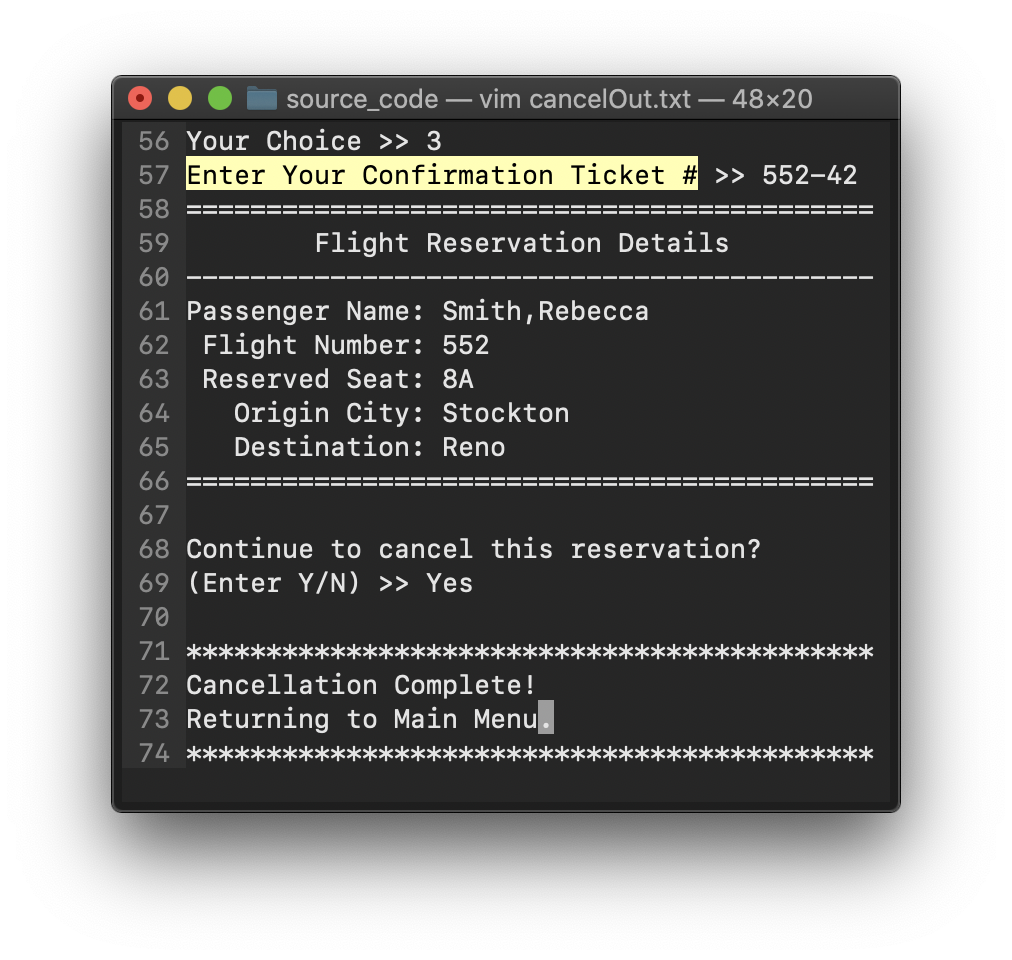 source_code — vim cancelOut.txt — 48×20
56 Your Choice >> 3
57 Enter Your Confirmation Ticket # >> 552-42
58 ===========================================
59         Flight Reservation Details
60 -------------------------------------------
61 Passenger Name: Smith,Rebecca
62  Flight Number: 552
63  Reserved Seat: 8A
64    Origin City: Stockton
65    Destination: Reno
66 ===========================================
67
68 Continue to cancel this reservation?
69 (Enter Y/N) >> Yes
70
71 *******************************************
72 Cancellation Complete!
73 Returning to Main Menu.
74 *******************************************